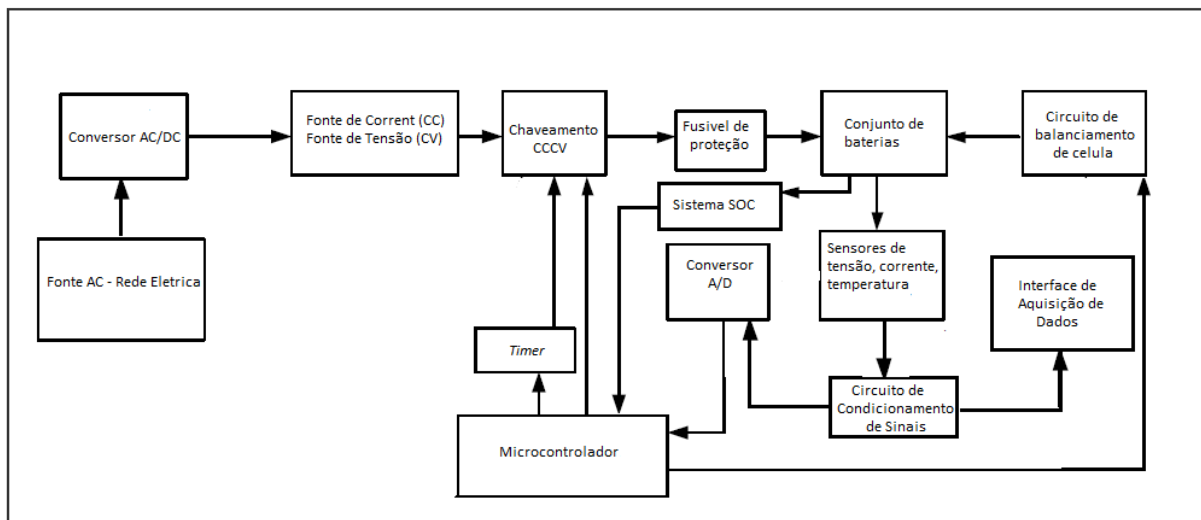 Conversor AC/DC
Fonte de Corrent (CC)
Fonte de Tensão (CV)
Chaveamento
CCCV
Fusivel de
proteção
Conjunto de
baterias
Circuito de
balanciamento
de celula
Sistema SOC
Fonte AC - Rede Eletrica
Conversor
A/D
Sensores de
tensão, corrente,
temperatura
Interface de
Aquisição de
Dados
Timer
Circuito de
Condicionamento
de Sinais
Microcontrolador